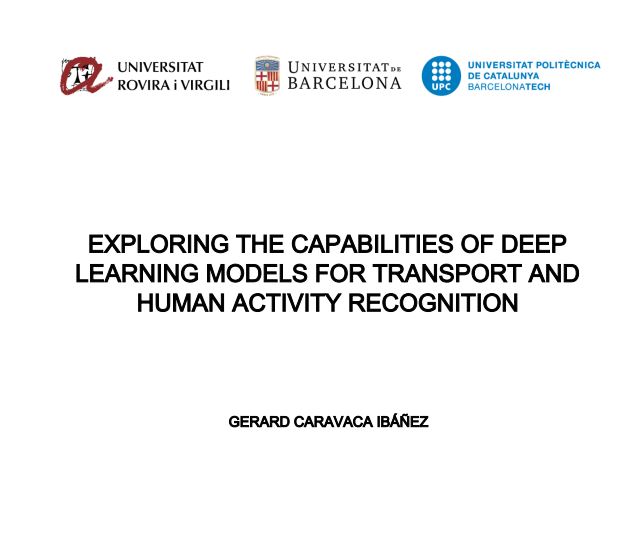 UNIVERSITAT
ROVIRA i VIRGILI
UNIVERSITAT DE
BARCELONA
UPC
UNIVERSITAT POLITÈCNICA
DE CATALUNYA
BARCELONATECH
EXPLORING THE CAPABILITIES OF DEEP
LEARNING MODELS FOR TRANSPORT AND
HUMAN ACTIVITY RECOGNITION
GERARD CARAVACA IBÁÑEZ